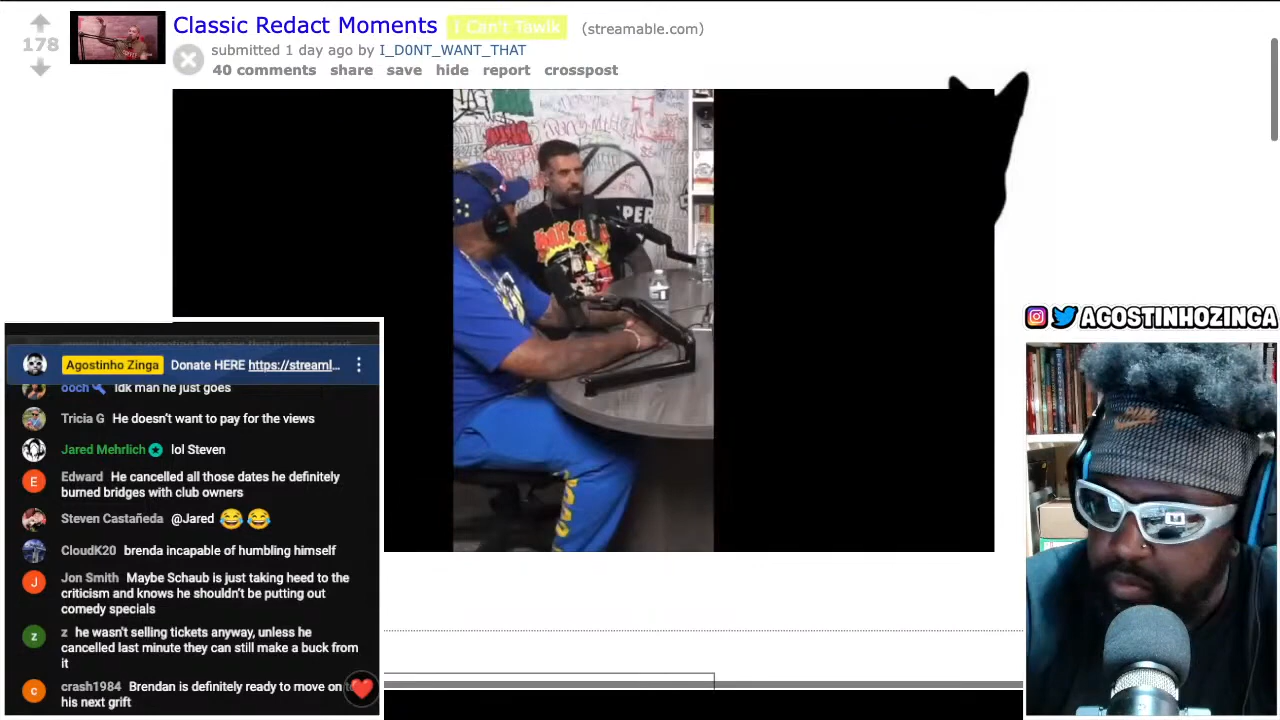 178
Classic Redact Moments I Can't Tawlk (streamable.com)
submitted 1 day ago by I_D0NT_WANT_THAT
40 comments share save hide report crosspost
PER
AGOSTINHOZINGA
Agostinho Zinga Donate HERE https://streaml...
ooch Idk man he just goes
Tricia G He doesn't want to pay for the views
Jared Mehrlich lol Steven
Edward He cancelled all those dates he definitely
burned bridges with club owners
Steven Castañeda @Jared 😂 😂
CloudK20 brenda incapable of humbling himself
Jon Smith Maybe Schaub is just taking heed to the
criticism and knows he shouldn't be putting out
comedy specials
z he wasn't selling tickets anyway, unless he
cancelled last minute they can still make a buck from
it
crash1984 Brendan is definitely ready to move on to
his next grift